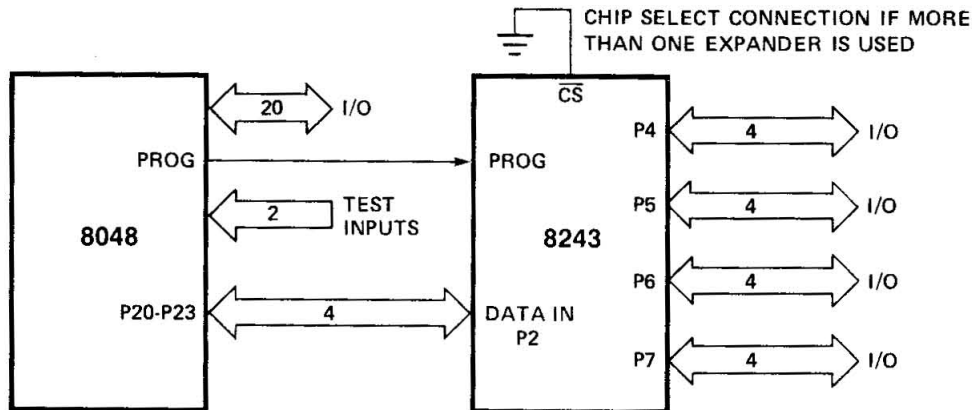 CHIP SELECT CONNECTION IF MORE
THAN ONE EXPANDER IS USED
CS
20
I/O
P4
4
I/O
PROG
PROG
2
TEST
INPUTS
P5
4
I/O
8048
8243
P6
4
I/O
P20-P23
4
DATA IN
P2
P7
4
I/O